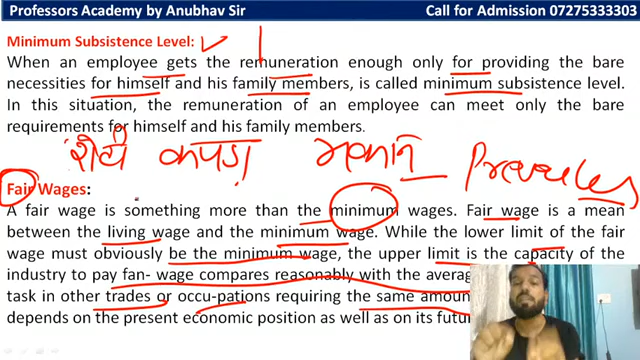 Professors Academy by Anubhav Sir Call for Admission 07275333303
Minimum Subsistence Level:
When an employee gets the remuneration enough only for providing the bare
necessities for himself and his family members, is called minimum subsistence level.
In this situation, the remuneration of an employee can meet only the bare
requirements for himself and his family members.
रोटी कपड़ा मकान
Fair Wages:
A fair wage is something more than the minimum wages. Fair wage is a mean
between the living wage and the minimum wage. While the lower limit of the fair
wage must obviously be the minimum wage, the upper limit is the capacity of the
industry to pay fan- wage compares reasonably with the average
task in other trades or occu-pations requiring the same amoun
depends on the present economic position as well as on its futur